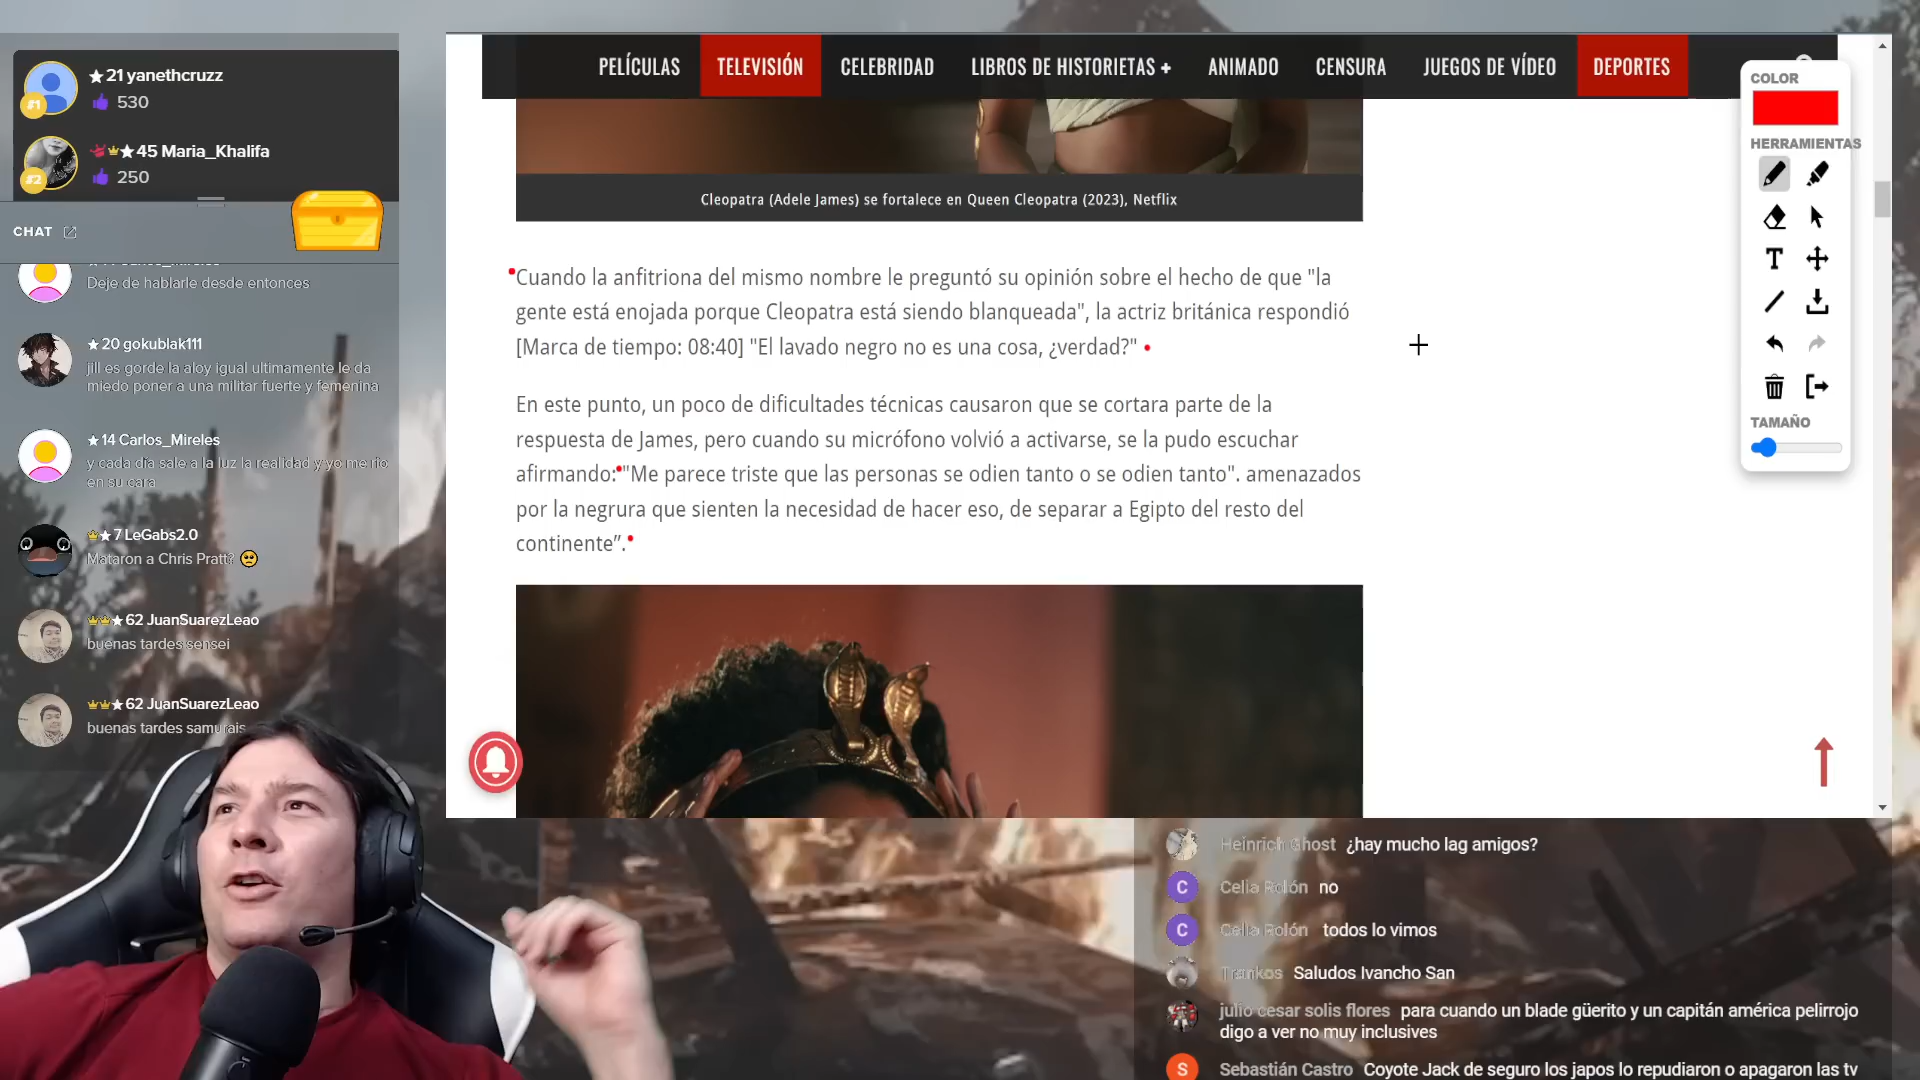 21 yanethcruzz
#1
530
45 Maria_Khalifa
#2
250
CHAT
Deje de hablarle desde entonces
20 gokublak111
jill es gorde la aloy igual ultimamente le da
miedo poner a una militar fuerte y femenina
14 Carlos_Mireles
y cada día sale a la luz la realidad y yo me rio
en su cara
7 LeGabs2.0
Mataron a Chris Pratt?
62 JuanSuarezLeao
buenas tardes sensei
62 JuanSuarezLeao
buenas tardes samurais
PELÍCULAS TELEVISIÓN CELEBRIDAD LIBROS DE HISTORIETAS + ANIMADO CENSURA JUEGOS DE VÍDEO DEPORTES
Cleopatra (Adele James) se fortalece en Queen Cleopatra (2023), Netflix
Cuando la anfitriona del mismo nombre le preguntó su opinión sobre el hecho de que "la
gente está enojada porque Cleopatra está siendo blanqueada", la actriz británica respondió
[Marca de tiempo: 08:40] "El lavado negro no es una cosa, ¿verdad?"
En este punto, un poco de dificultades técnicas causaron que se cortara parte de la
respuesta de James, pero cuando su micrófono volvió a activarse, se la pudo escuchar
afirmando: "Me parece triste que las personas se odien tanto o se odien tanto". amenazados
por la negrura que sienten la necesidad de hacer eso, de separar a Egipto del resto del
continente”.
COLOR
HERRAMIENTAS
T
TAMAÑO
Heinrich Ghost ¿hay mucho lag amigos?
C Celia Rolón no
C Celia Rolón todos lo vimos
Trankos Saludos Ivancho San
julio cesar solis flores para cuando un blade güerito y un capitán américa pelirrojo
digo a ver no muy inclusives
S Sebastián Castro Coyote Jack de seguro los japos lo repudiaron o apagaron las tv